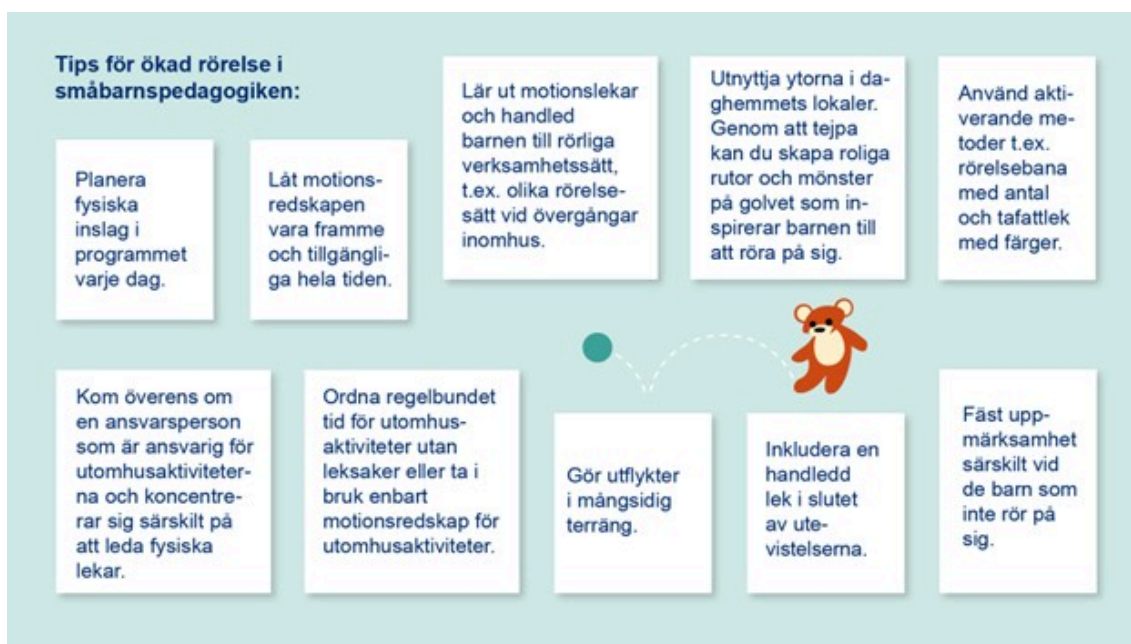 Tips för ökad rörelse i
småbarnspedagogiken:
Planera
fysiska
inslag i
programmet
varje dag.
Låt motions-
redskapen
vara framme
och tillgängli-
ga hela tiden.
Lär ut motionslekar
och handled
barnen till rörliga
verksamhetssätt,
t.ex. olika rörelse-
sätt vid övergångar
inomhus.
Utnyttja ytorna i da-
ghemmets lokaler.
Genom att tejpa
kan du skapa roliga
rutor och mönster
på golvet som in-
spirerar barnen till
att röra på sig.
Använd akti-
verande me-
toder t.ex.
rörelsebana
med antal
och tafattlek
med färger.
Kom överens om
en ansvarsperson
som är ansvarig för
utomhusaktiviteter-
na och koncentre-
rar sig särskilt på
att leda fysiska
lekar.
Ordna regelbundet
tid för utomhus-
aktiviteter utan
leksaker eller ta i
bruk enbart
motionsredskap för
utomhusaktiviteter.
Gör utflykter
i mångsidig
terräng.
Inkludera en
handledd
lek i slutet
av ute-
vistelserna.
Fäst upp-
märksamhet
särskilt vid
de barn som
inte rör på
sig.